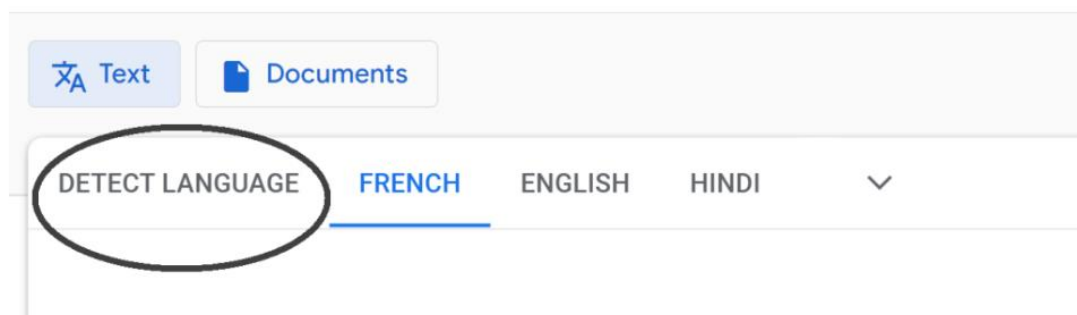 Text Documents
DETECT LANGUAGE FRENCH ENGLISH HINDI